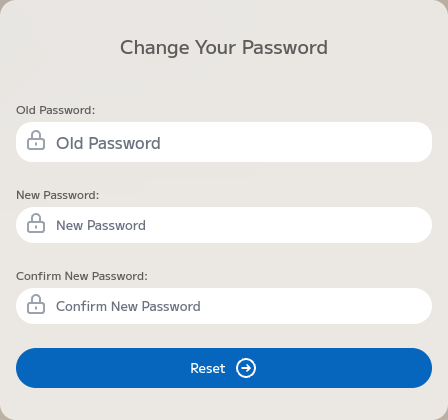 Change Your Password
Old Password:
Old Password
New Password:
New Password
Confirm New Password:
Confirm New Password
Reset